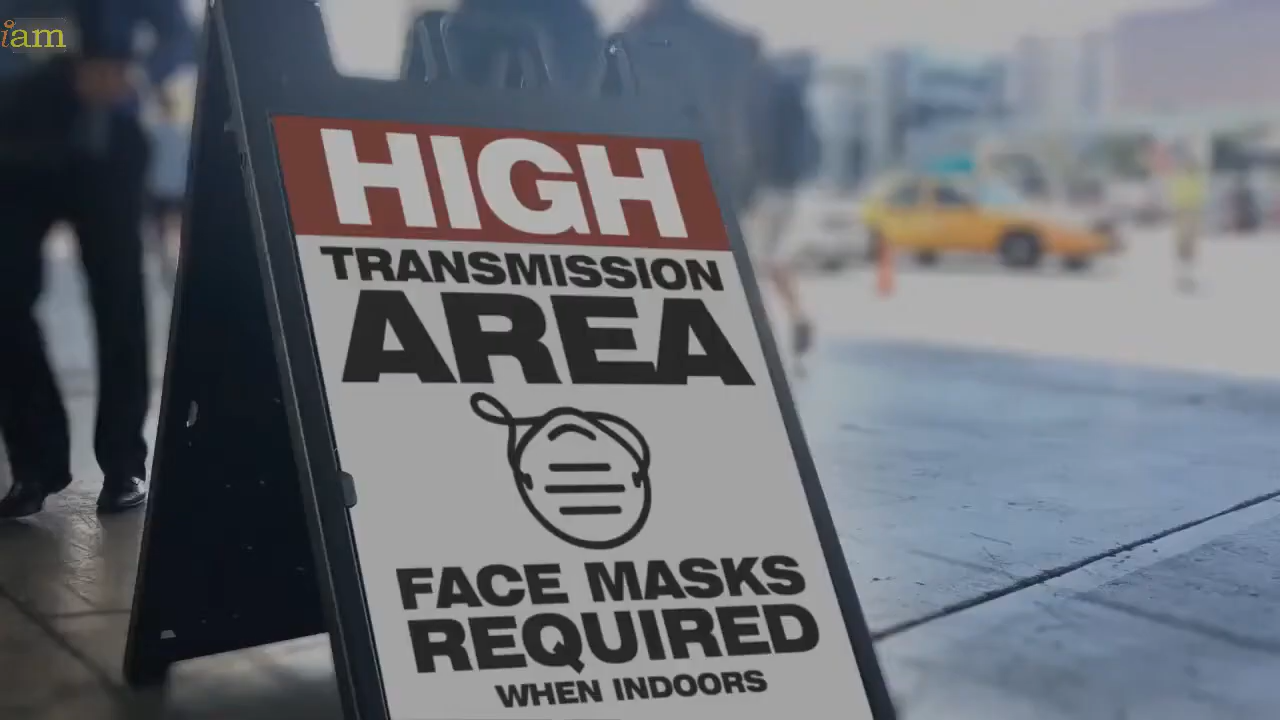 iam
HIGH
TRANSMISSION
AREA
FACE MASKS
REQUIRED
WHEN INDOORS